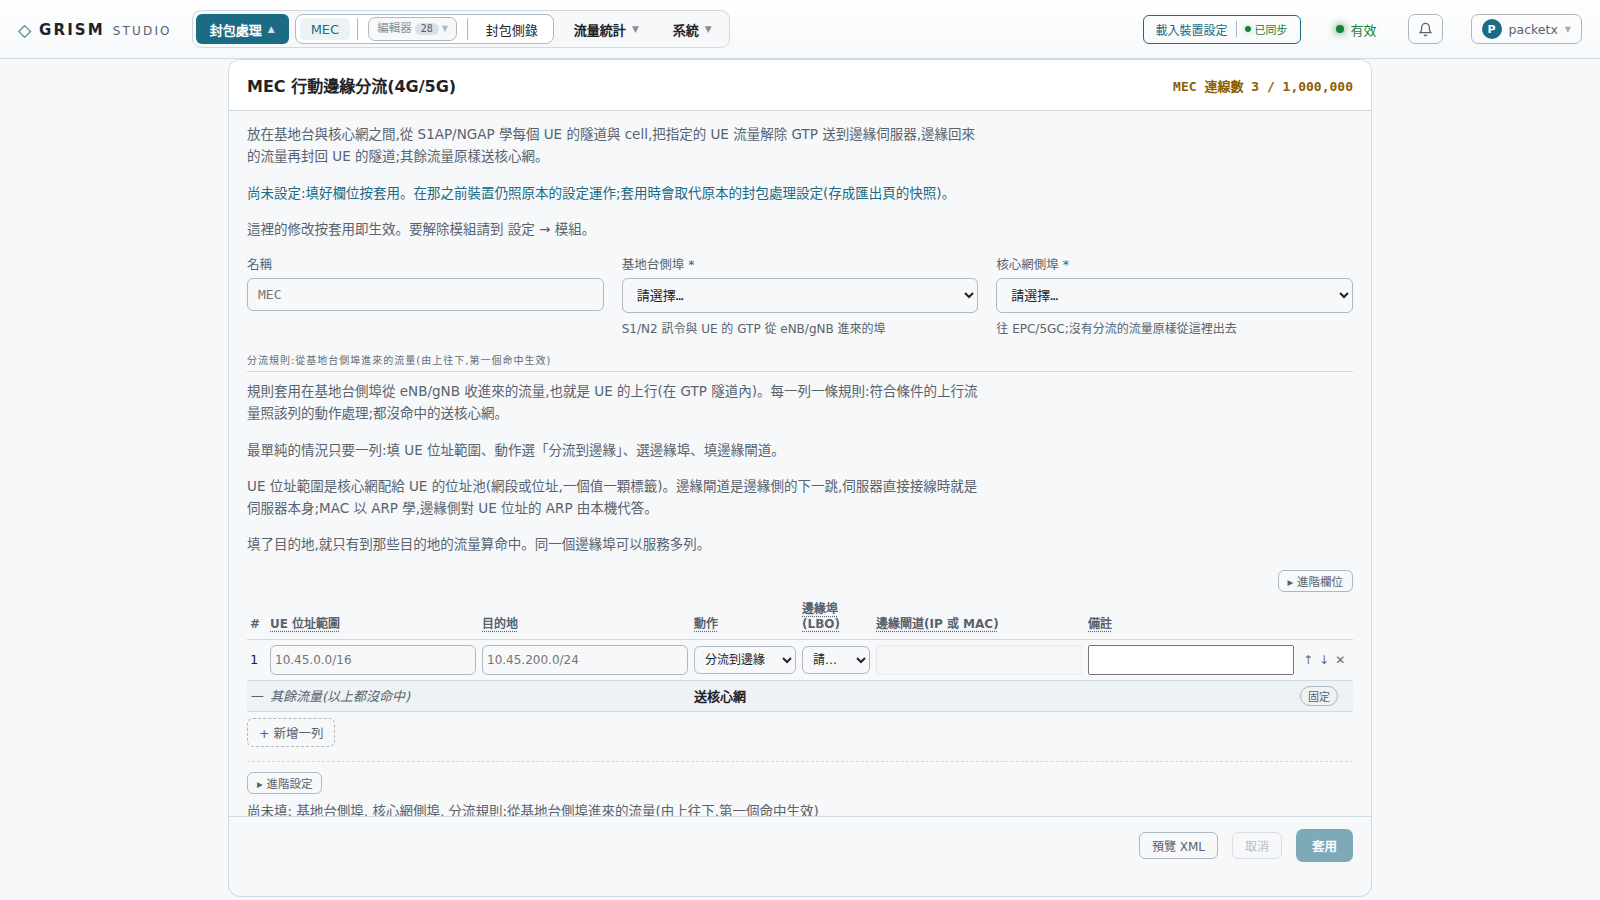 ◇ GRISM STUDIO
封包處理 ▲
MEC
編輯器 28 ▼
封包側錄
流量統計 ▼
系統 ▼
載入裝置設定
已同步
有效
P packetx ▼
MEC 行動邊緣分流(4G/5G)
MEC 連線數 3 / 1,000,000
放在基地台與核心網之間,從 S1AP/NGAP 學每個 UE 的隧道與 cell,把指定的 UE 流量解除 GTP 送到邊緣伺服器,邊緣回來
的流量再封回 UE 的隧道;其餘流量原樣送核心網。
尚未設定:填好欄位按套用。在那之前裝置仍照原本的設定運作;套用時會取代原本的封包處理設定(存成匯出頁的快照)。
這裡的修改按套用即生效。要解除模組請到 設定 → 模組。
名稱
基地台側埠 *
核心網側埠 *
MEC
請選擇...
請選擇...
S1/N2 訊令與 UE 的 GTP 從 eNB/gNB 進來的埠
往 EPC/5GC;沒有分流的流量原樣從這裡出去
分流規則:從基地台側埠進來的流量(由上往下,第一個命中生效)
規則套用在基地台側埠從 eNB/gNB 收進來的流量,也就是 UE 的上行(在 GTP 隧道內)。每一列一條規則:符合條件的上行流
量照該列的動作處理;都沒命中的送核心網。
最單純的情況只要一列:填 UE 位址範圍、動作選「分流到邊緣」、選邊緣埠、填邊緣閘道。
UE 位址範圍是核心網配給 UE 的位址池(網段或位址,一個值一顆標籤)。邊緣閘道是邊緣側的下一跳,伺服器直接接線時就是
伺服器本身;MAC 以 ARP 學,邊緣側對 UE 位址的 ARP 由本機代答。
填了目的地,就只有到那些目的地的流量算命中。同一個邊緣埠可以服務多列。
▸ 進階欄位
# UE 位址範圍 目的地 動作 邊緣埠 (LBO) 邊緣閘道(IP 或 MAC) 備註
1 10.45.0.0/16 10.45.200.0/24 分流到邊緣 請... ↑ ↓ ✕
— 其餘流量(以上都沒命中) 送核心網 固定
+ 新增一列
▸ 進階設定
尚未填: 基地台側埠, 核心網側埠, 分流規則:從基地台側埠進來的流量(由上往下,第一個命中生效)
預覽 XML
取消
套用